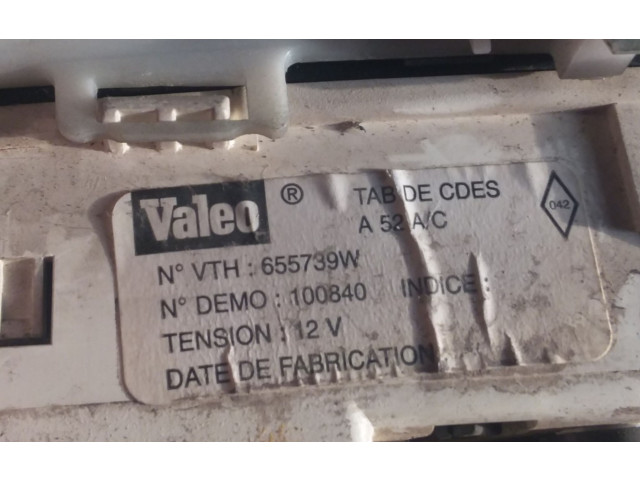 Valeo ® TAB DE CDES
A 52 A/C
042
N° VTH : 655739W
N° DEMO : 100840 INDICE :
TENSION : 12 V
DATE DE FABRICATION